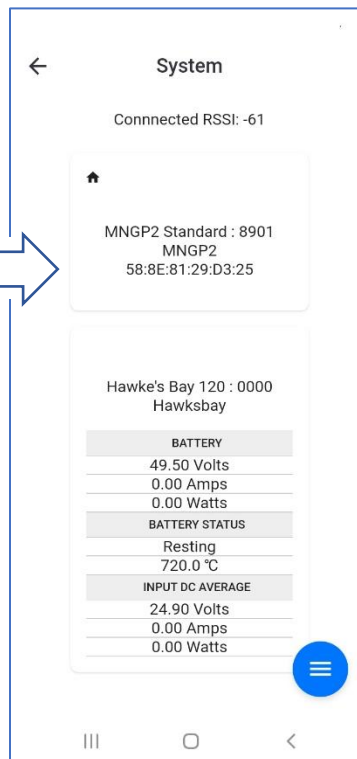 System
Connnected RSSI: -61
MNGP2 Standard : 8901
MNGP2
58:8E:81:29:D3:25
Hawke's Bay 120 : 0000
Hawksbay
BATTERY
49.50 Volts
0.00 Amps
0.00 Watts
BATTERY STATUS
Resting
720.0 ℃
INPUT DC AVERAGE
24.90 Volts
0.00 Amps
0.00 Watts